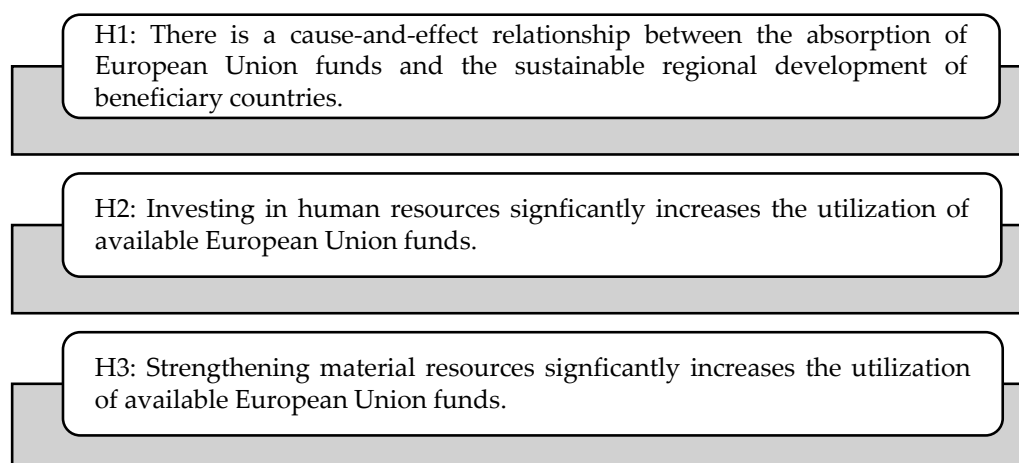 H1: There is a cause-and-effect relationship between the absorption of
European Union funds and the sustainable regional development of
beneficiary countries.
H2: Investing in human resources signficantly increases the utilization of
available European Union funds.
H3: Strengthening material resources signficantly increases the utilization
of available European Union funds.